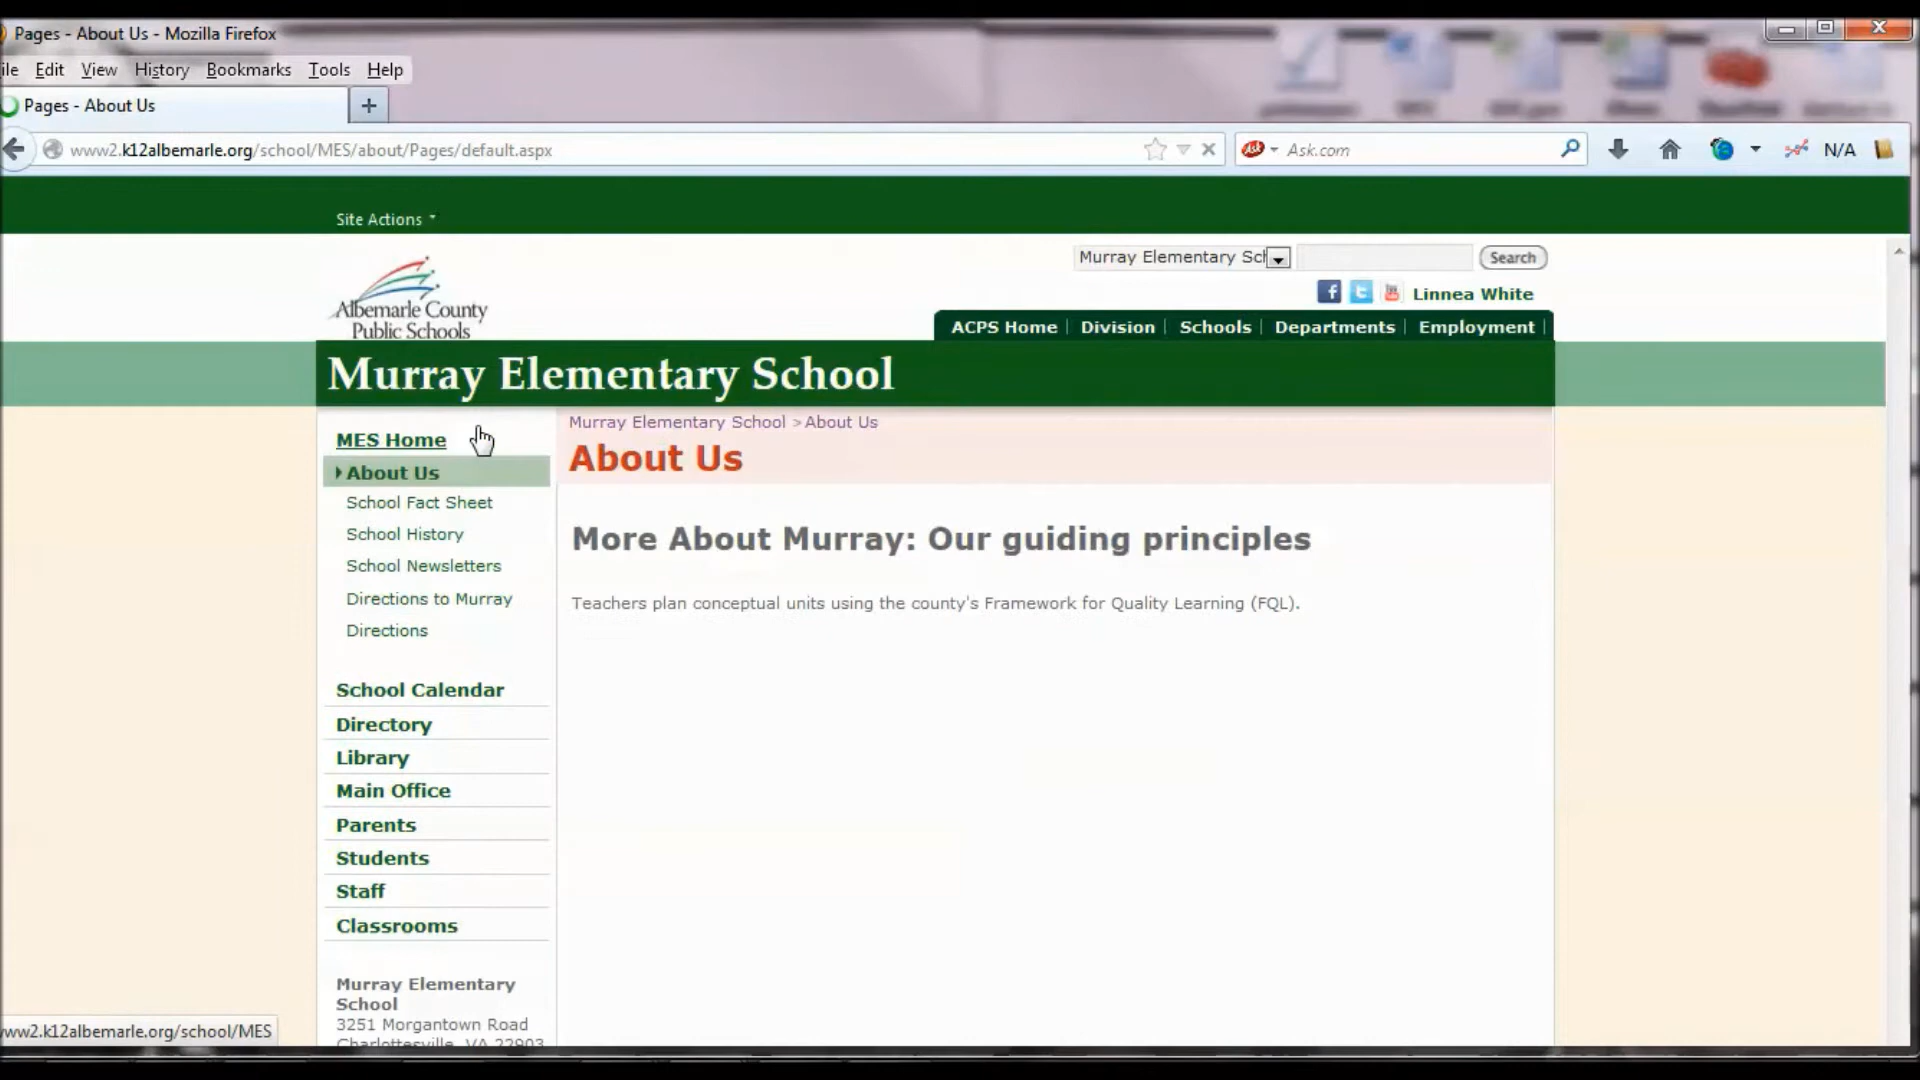 Pages - About Us - Mozilla Firefox
ile Edit View History Bookmarks Tools Help
Pages - About Us +
www2.k12albemarle.org/school/MES/about/Pages/default.aspx
Ask Ask.com
N/A
Site Actions
Albemarle County
Public Schools
Murray Elementary Sch
Search
Linnea White
ACPS Home Division Schools Departments Employment
Murray Elementary School
MES Home
About Us
School Fact Sheet
School History
School Newsletters
Directions to Murray
Directions
School Calendar
Directory
Library
Main Office
Parents
Students
Staff
Classrooms
Murray Elementary
School
3251 Morgantown Road
Charlottesville, VA 22903
Murray Elementary School > About Us
About Us
More About Murray: Our guiding principles
Teachers plan conceptual units using the county's Framework for Quality Learning (FQL).
www2.k12albemarle.org/school/MES